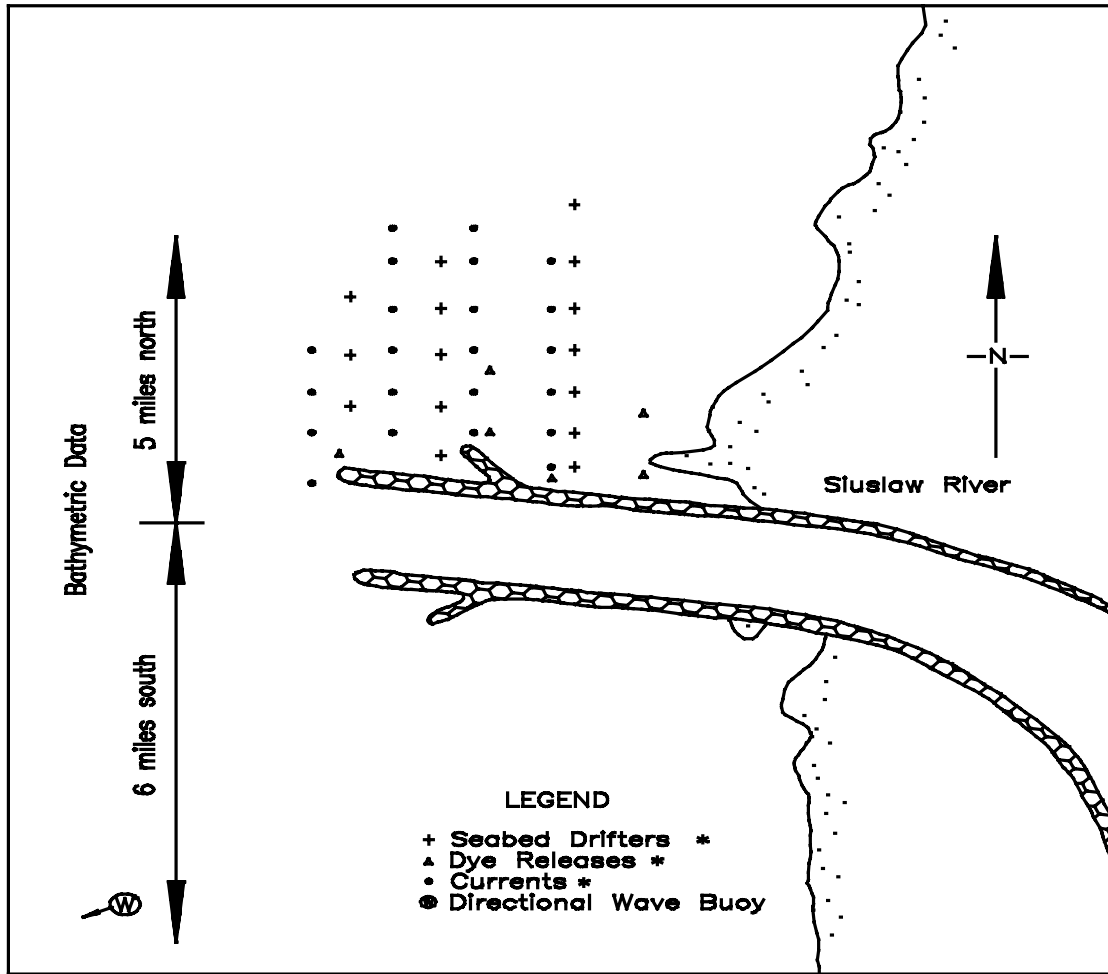 N
Siuslaw River
5 miles north
Bathymetric Data
6 miles south
LEGEND
+ Seabed Drifters *
▲ Dye Releases *
● Currents *
Ⓦ Directional Wave Buoy
W